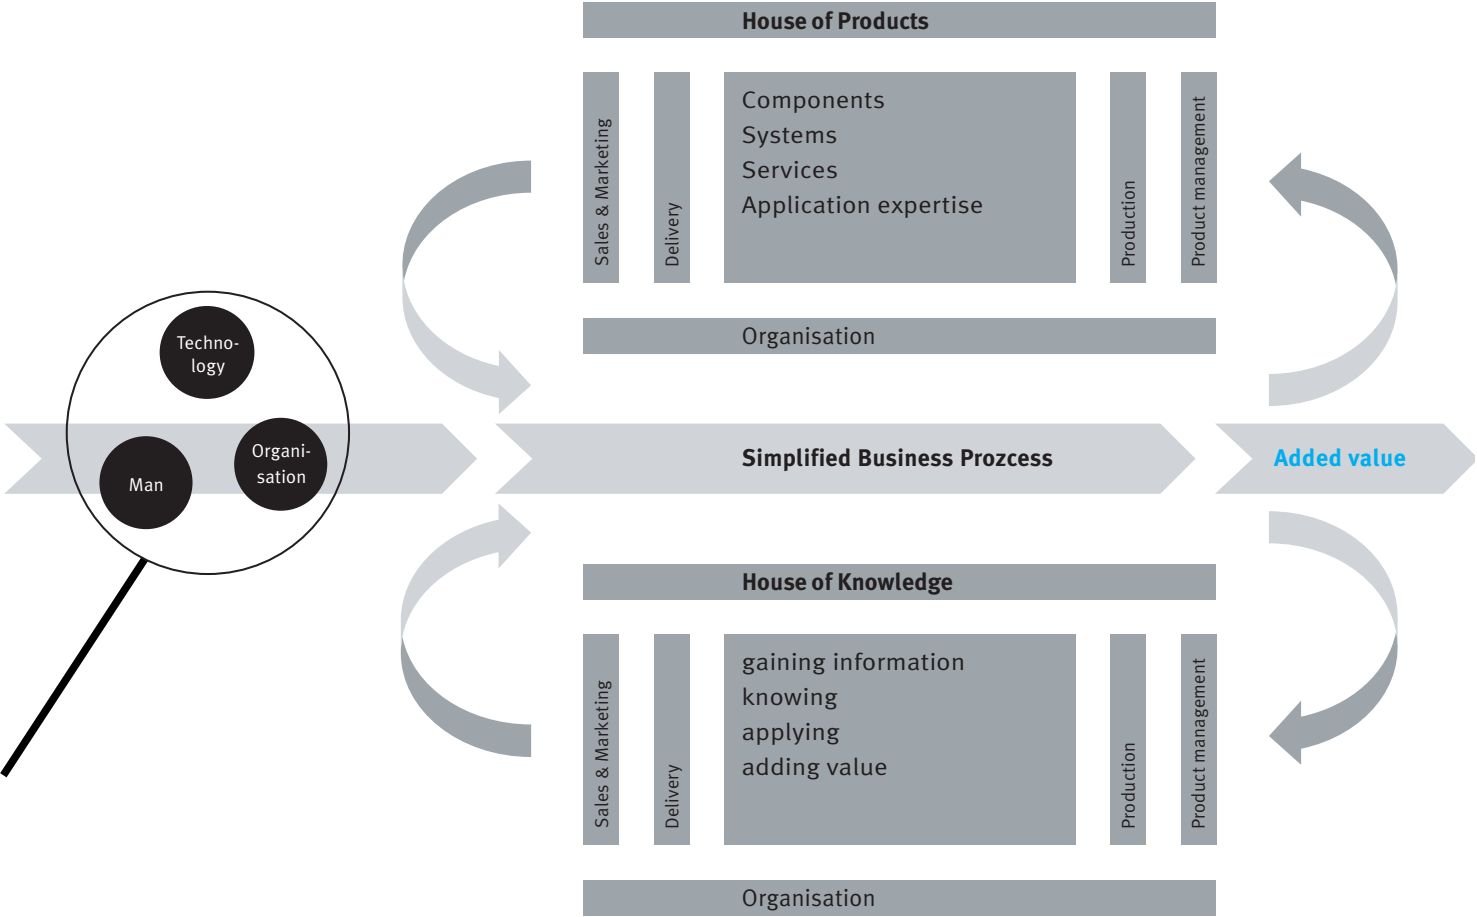 House of Products
Sales & Marketing
Delivery
Components
Systems
Services
Application expertise
Production
Product management
Organisation
Techno-
logy
Man
Organi-
sation
Simplified Business Prozcess
Added value
House of Knowledge
Sales & Marketing
Delivery
gaining information
knowing
applying
adding value
Production
Product management
Organisation